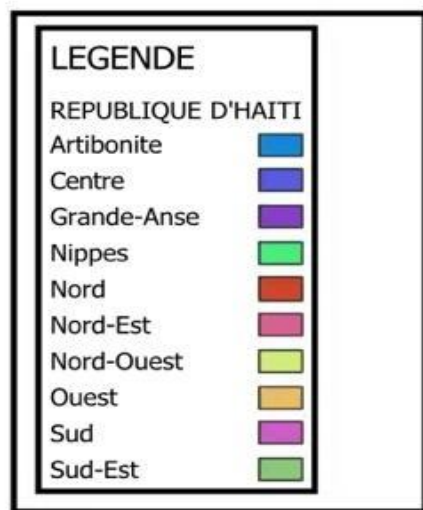 LEGENDE
REPUBLIQUE D'HAITI
Artibonite
Centre
Grande-Anse
Nippes
Nord
Nord-Est
Nord-Ouest
Ouest
Sud
Sud-Est